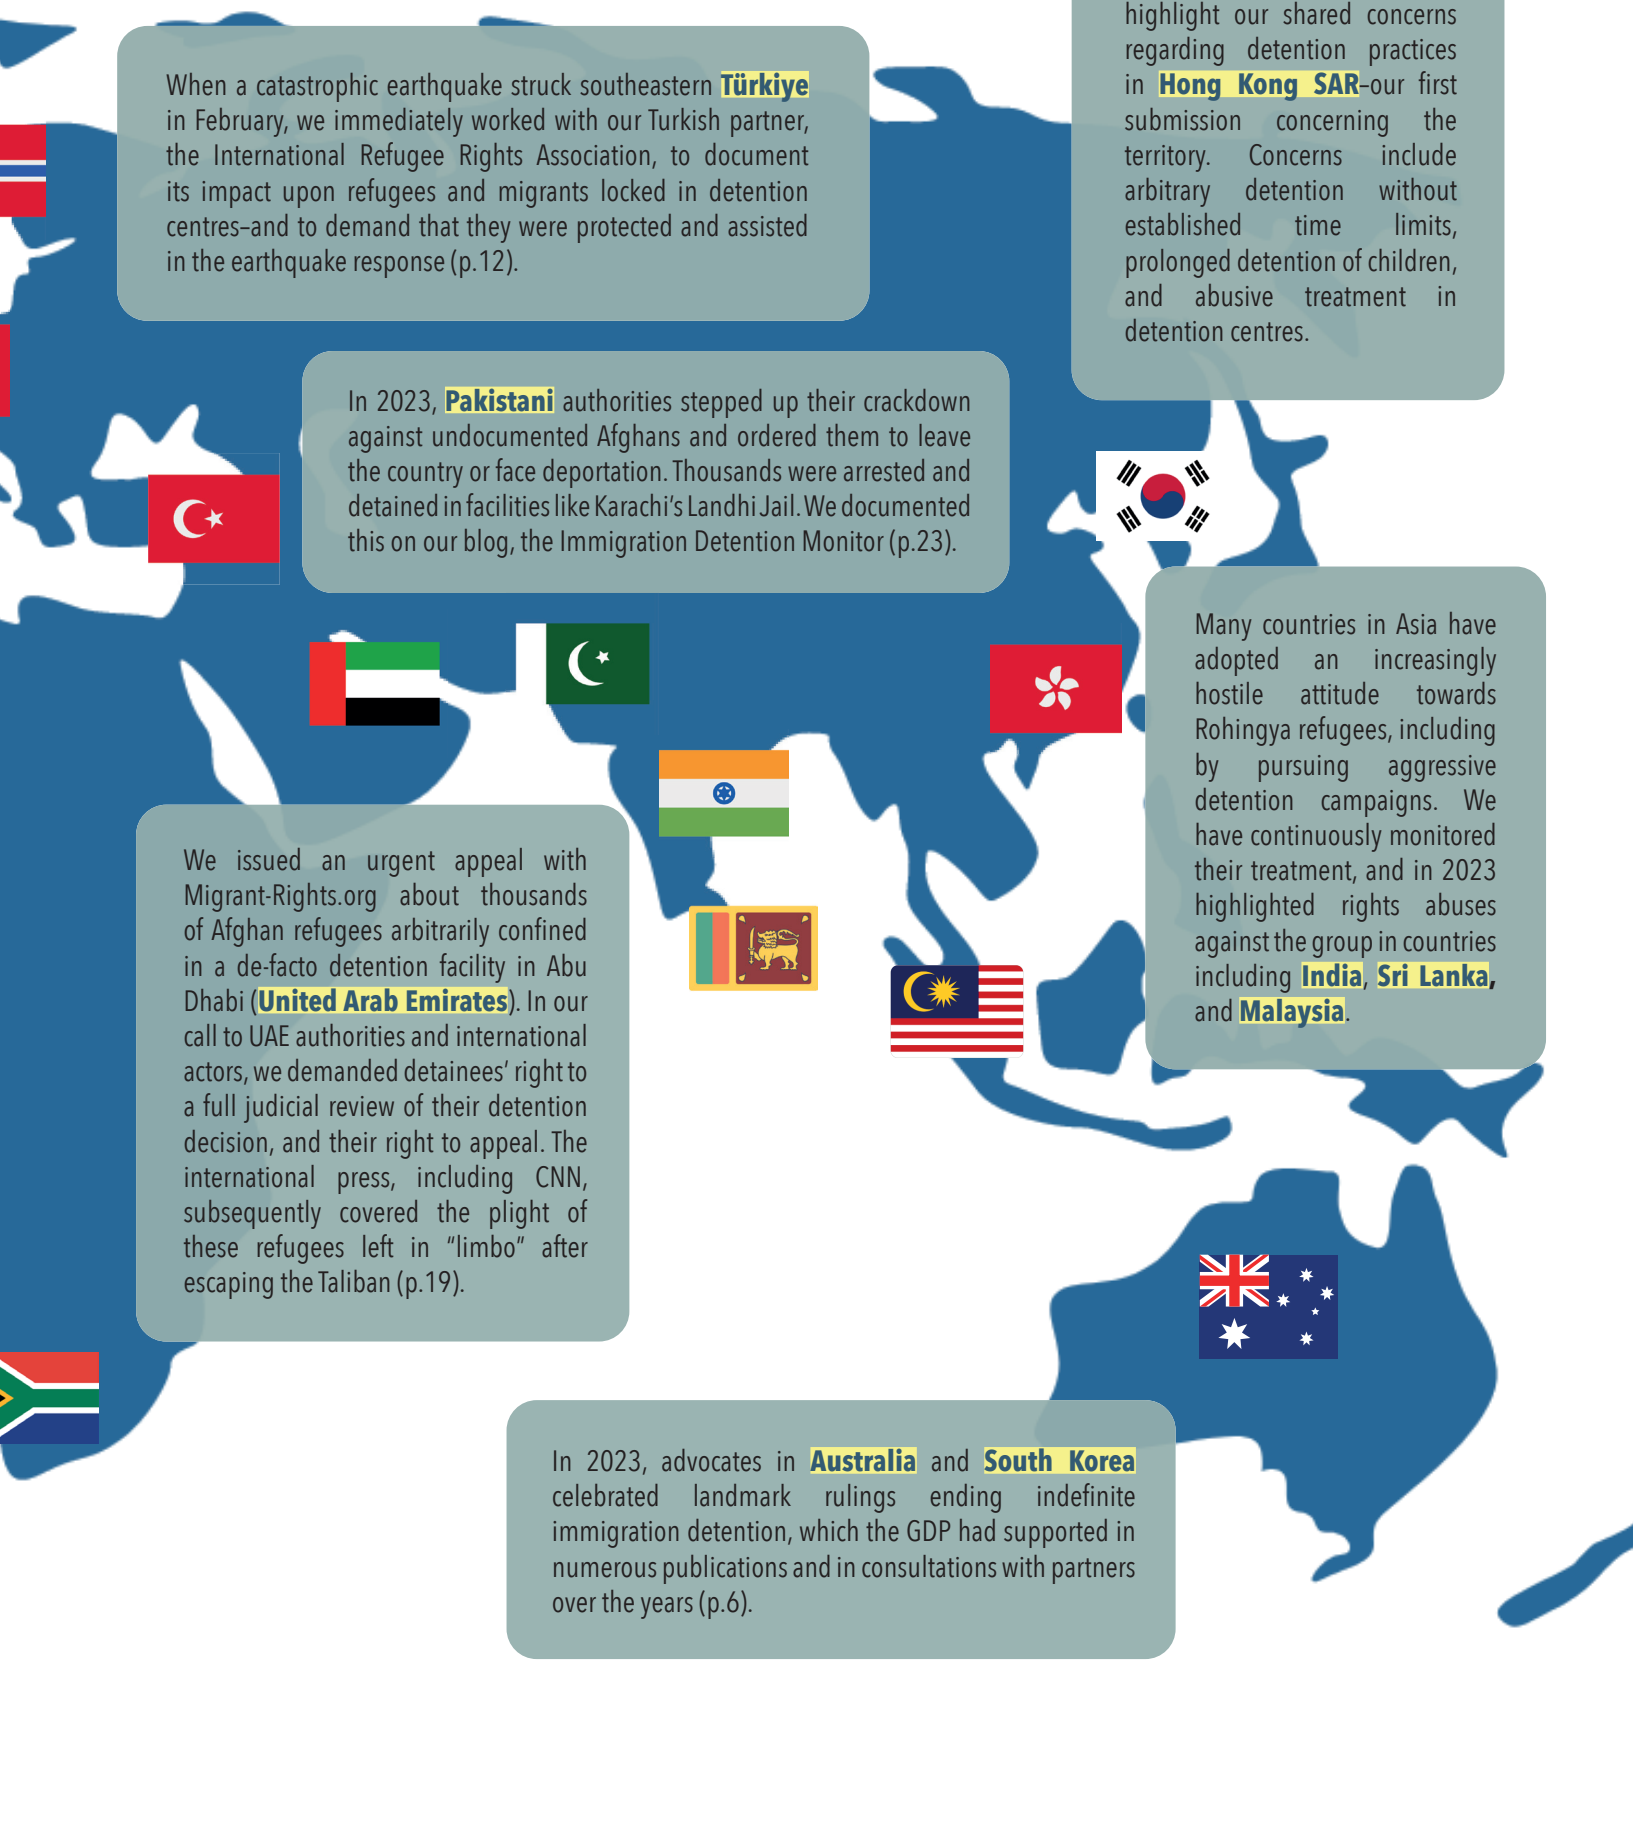 When a catastrophic earthquake struck southeastern Türkiye
in February, we immediately worked with our Turkish partner,
the International Refugee Rights Association, to document
its impact upon refugees and migrants locked in detention
centres–and to demand that they were protected and assisted
in the earthquake response (p.12).
highlight our shared concerns
regarding detention practices
in Hong Kong SAR–our first
submission concerning the
territory. Concerns include
arbitrary detention without
established time limits,
prolonged detention of children,
and abusive treatment in
detention centres.
In 2023, Pakistani authorities stepped up their crackdown
against undocumented Afghans and ordered them to leave
the country or face deportation. Thousands were arrested and
detained in facilities like Karachi’s Landhi Jail. We documented
this on our blog, the Immigration Detention Monitor (p.23).
Many countries in Asia have
adopted an increasingly
hostile attitude towards
Rohingya refugees, including
by pursuing aggressive
detention campaigns. We
have continuously monitored
their treatment, and in 2023
highlighted rights abuses
against the group in countries
including India, Sri Lanka,
and Malaysia.
We issued an urgent appeal with
Migrant-Rights.org about thousands
of Afghan refugees arbitrarily confined
in a de-facto detention facility in Abu
Dhabi (United Arab Emirates). In our
call to UAE authorities and international
actors, we demanded detainees’ right to
a full judicial review of their detention
decision, and their right to appeal. The
international press, including CNN,
subsequently covered the plight of
these refugees left in “limbo” after
escaping the Taliban (p.19).
In 2023, advocates in Australia and South Korea
celebrated landmark rulings ending indefinite
immigration detention, which the GDP had supported in
numerous publications and in consultations with partners
over the years (p.6).